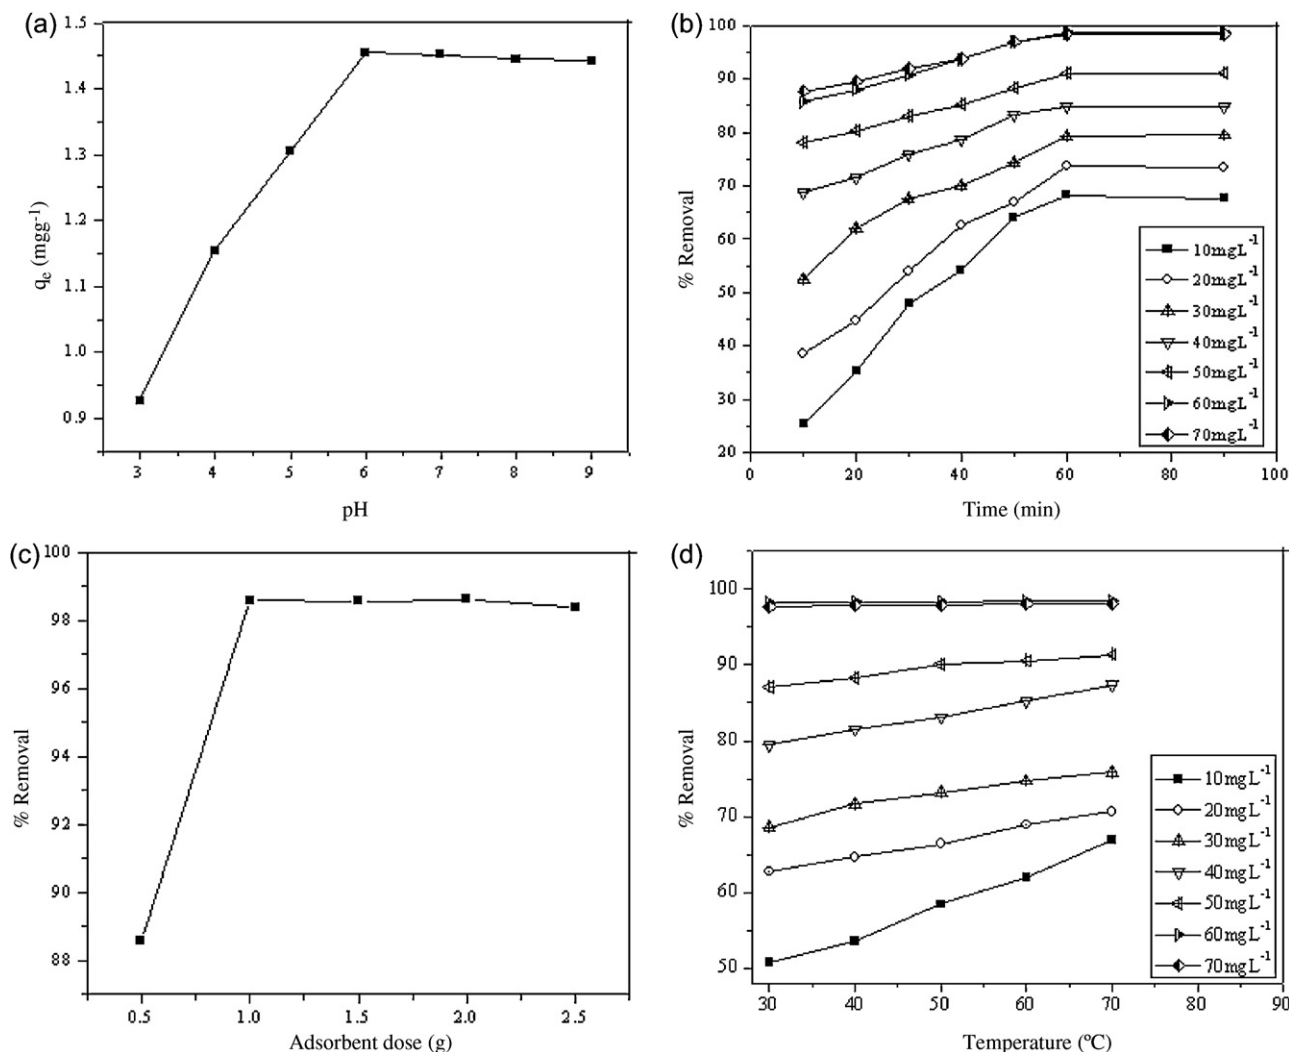 (a)
1.5
1.4
1.3
1.2
1.1
1.0
0.9
qe (mgg-1)
3 4 5 6 7 8 9
pH
(b)
100
90
80
70
60
50
40
30
20
% Removal
0 20 40 60 80 100
Time (min)
10mgL-1
20mgL-1
30mgL-1
40mgL-1
50mgL-1
60mgL-1
70mgL-1
(c)
100
98
96
94
92
90
88
% Removal
0.5 1.0 1.5 2.0 2.5
Adsorbent dose (g)
(d)
100
90
80
70
60
50
% Removal
30 40 50 60 70 80 90
Temperature (ºC)
10mgL-1
20mgL-1
30mgL-1
40mgL-1
50mgL-1
60mgL-1
70mgL-1